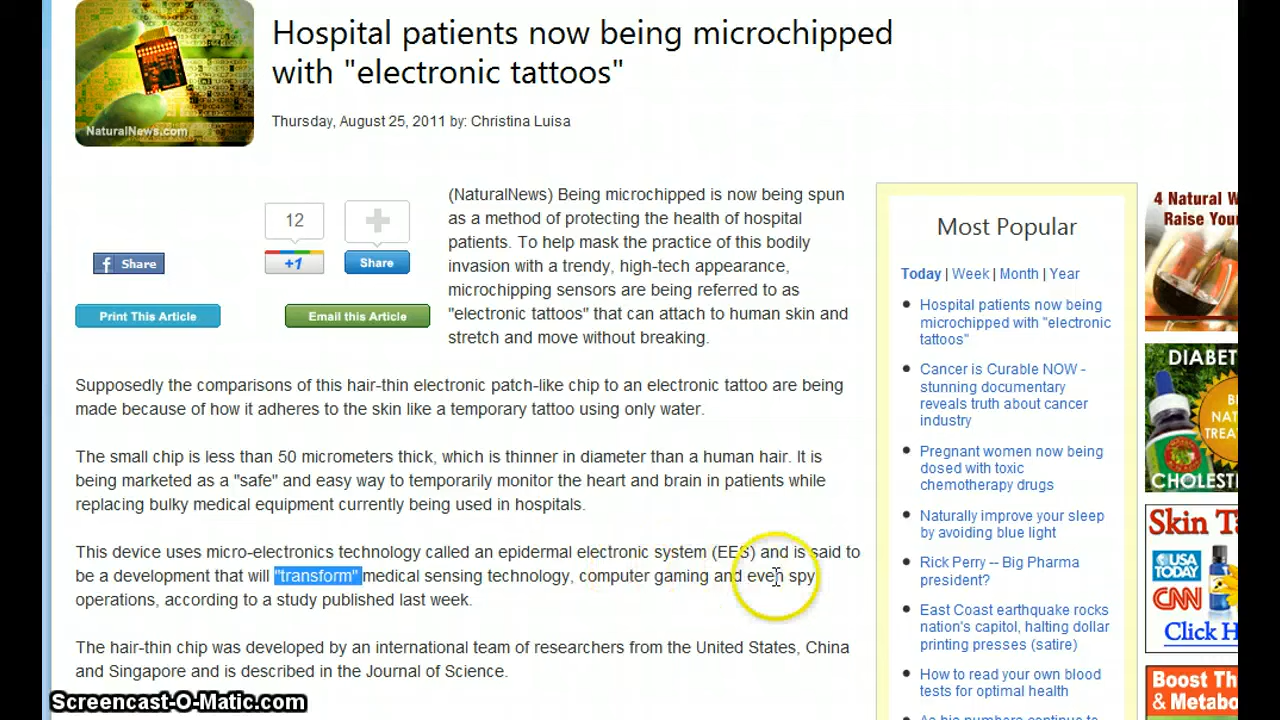 Hospital patients now being microchipped
with "electronic tattoos"
NaturalNews.com
Thursday, August 25, 2011 by: Christina Luisa
12
+1
Share
Share
Print This Article
Email this Article
(NaturalNews) Being microchipped is now being spun
as a method of protecting the health of hospital
patients. To help mask the practice of this bodily
invasion with a trendy, high-tech appearance,
microchipping sensors are being referred to as
"electronic tattoos" that can attach to human skin and
stretch and move without breaking.
Supposedly the comparisons of this hair-thin electronic patch-like chip to an electronic tattoo are being
made because of how it adheres to the skin like a temporary tattoo using only water.
The small chip is less than 50 micrometers thick, which is thinner in diameter than a human hair. It is
being marketed as a "safe" and easy way to temporarily monitor the heart and brain in patients while
replacing bulky medical equipment currently being used in hospitals.
This device uses micro-electronics technology called an epidermal electronic system (EES) and is said to
be a development that will "transform" medical sensing technology, computer gaming and even spy
operations, according to a study published last week.
The hair-thin chip was developed by an international team of researchers from the United States, China
and Singapore and is described in the Journal of Science.
Most Popular
Today | Week | Month | Year
Hospital patients now being
microchipped with "electronic
tattoos"
Cancer is Curable NOW -
stunning documentary
reveals truth about cancer
industry
Pregnant women now being
dosed with toxic
chemotherapy drugs
Naturally improve your sleep
by avoiding blue light
Rick Perry -- Big Pharma
president?
East Coast earthquake rocks
nation's capitol, halting dollar
printing presses (satire)
How to read your own blood
tests for optimal health
4 Natural W
Raise Your
DIABET
NAT
TREA
CHOLEST
Skin T
USA
TODAY
CNN
Click H
Boost Th
& Metabo
Screencast-O-Matic.com